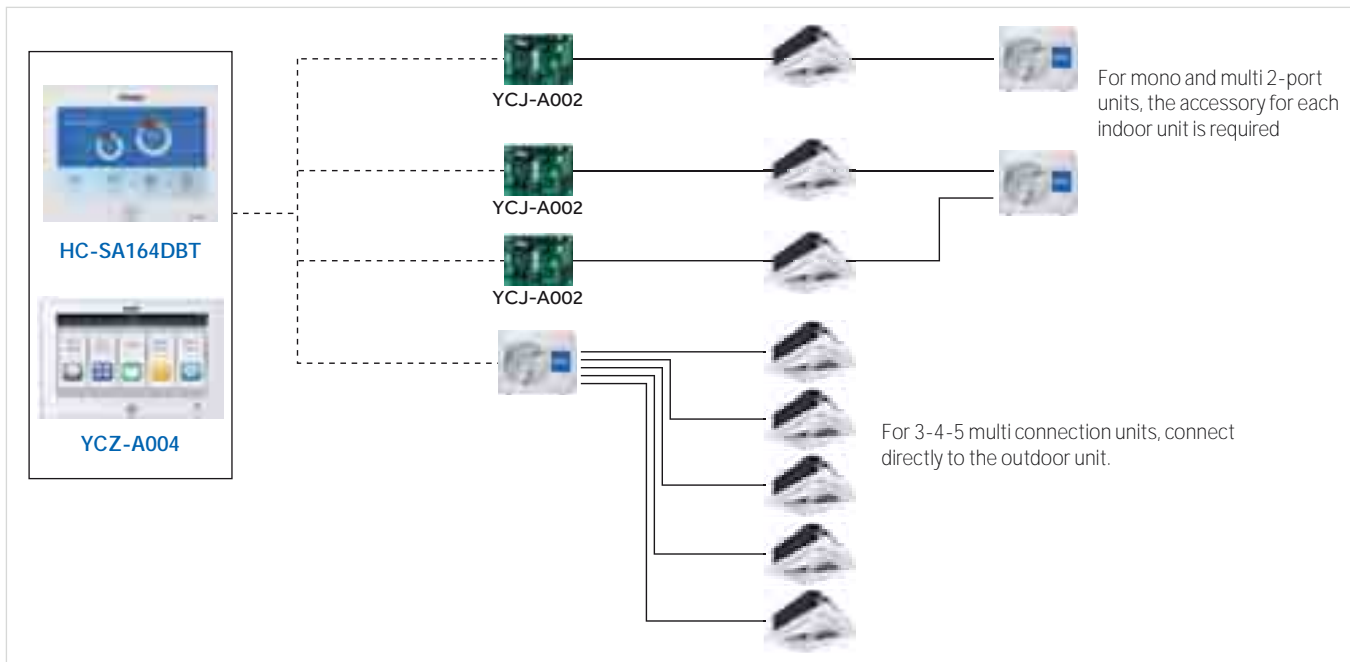 YCJ-A002
For mono and multi 2-port
units, the accessory for each
indoor unit is required
YCJ-A002
HC-SA164DBT
YCJ-A002
YCZ-A004
For 3-4-5 multi connection units, connect
directly to the outdoor unit.